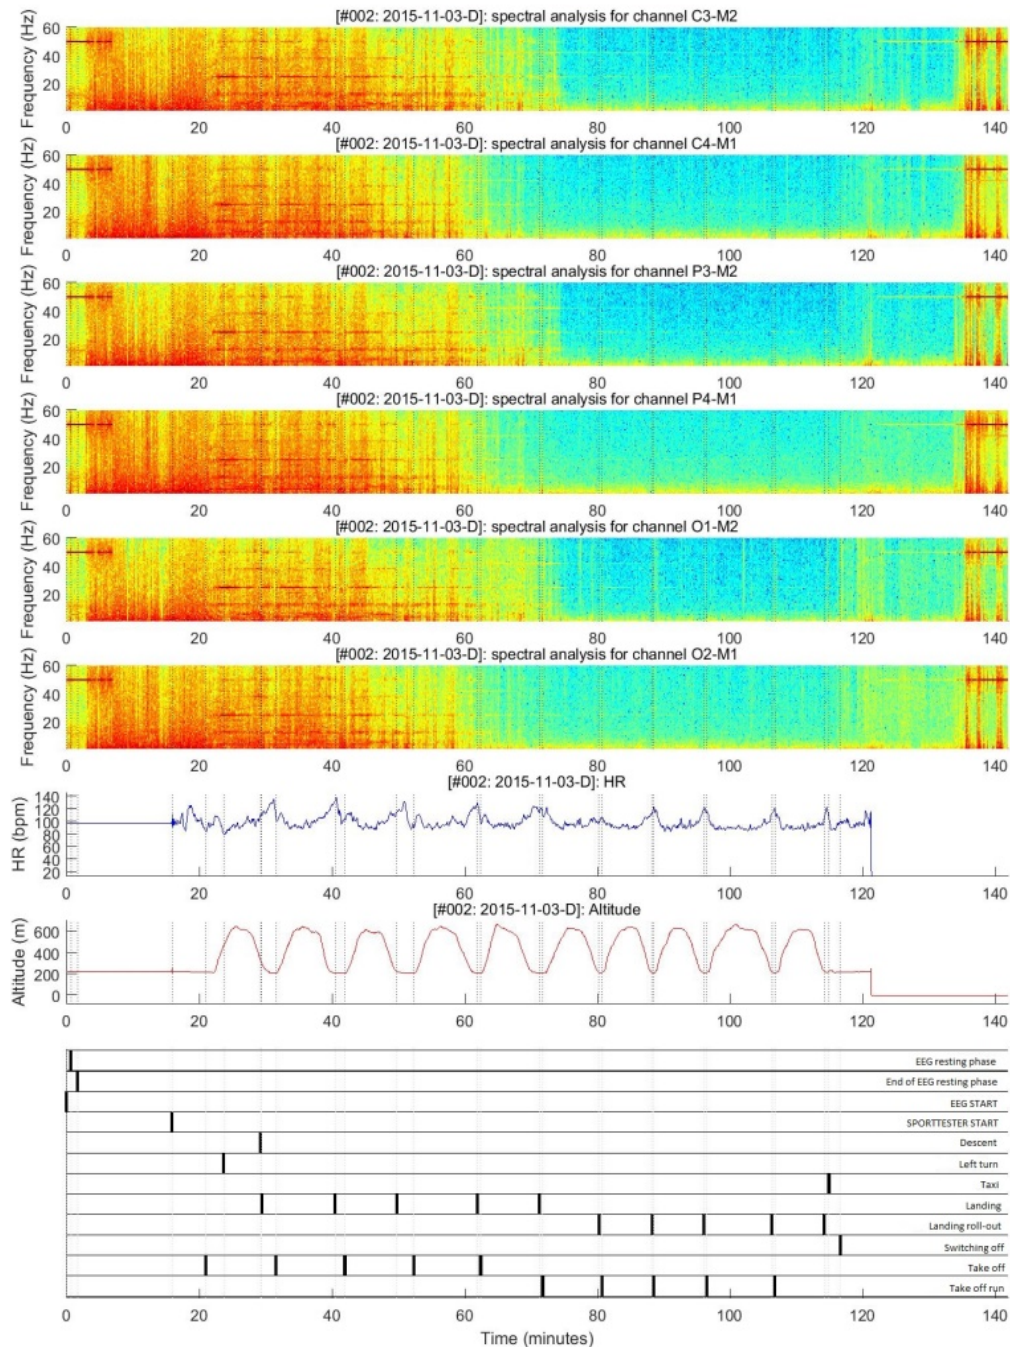 [#002: 2015-11-03-D]: spectral analysis for channel C3-M2
Frequency (Hz)
60
40
20
0 20 40 60 80 100 120 140
[#002: 2015-11-03-D]: spectral analysis for channel C4-M1
Frequency (Hz)
60
40
20
0 20 40 60 80 100 120 140
[#002: 2015-11-03-D]: spectral analysis for channel P3-M2
Frequency (Hz)
60
40
20
0 20 40 60 80 100 120 140
[#002: 2015-11-03-D]: spectral analysis for channel P4-M1
Frequency (Hz)
60
40
20
0 20 40 60 80 100 120 140
[#002: 2015-11-03-D]: spectral analysis for channel O1-M2
Frequency (Hz)
60
40
20
0 20 40 60 80 100 120 140
[#002: 2015-11-03-D]: spectral analysis for channel O2-M1
Frequency (Hz)
60
40
20
0 20 40 60 80 100 120 140
[#002: 2015-11-03-D]: HR
HR (bpm)
140
120
100
80
60
40
20
0 20 40 60 80 100 120 140
[#002: 2015-11-03-D]: Altitude
Altitude (m)
600
400
200
0
0 20 40 60 80 100 120 140
EEG resting phase
End of EEG resting phase
EEG START
SPORTTESTER START
Descent
Left turn
Taxi
Landing
Landing roll-out
Switching off
Take off
Take off run
0 20 40 60 80 100 120 140
Time (minutes)